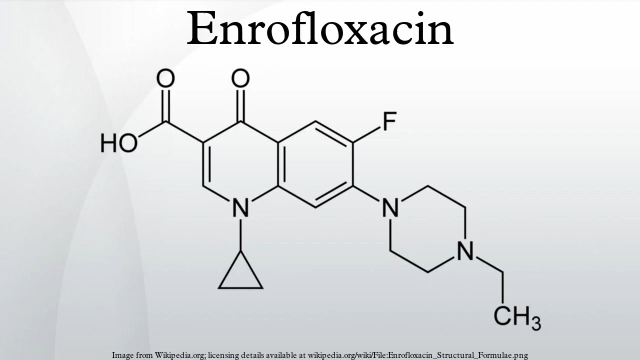 Enrofloxacin
O
O
F
HO
N
N
N
CH3
Image from Wikipedia.org; licensing details available at wikipedia.org/wiki/File:Enrofloxacin_Structural_Formulae.png